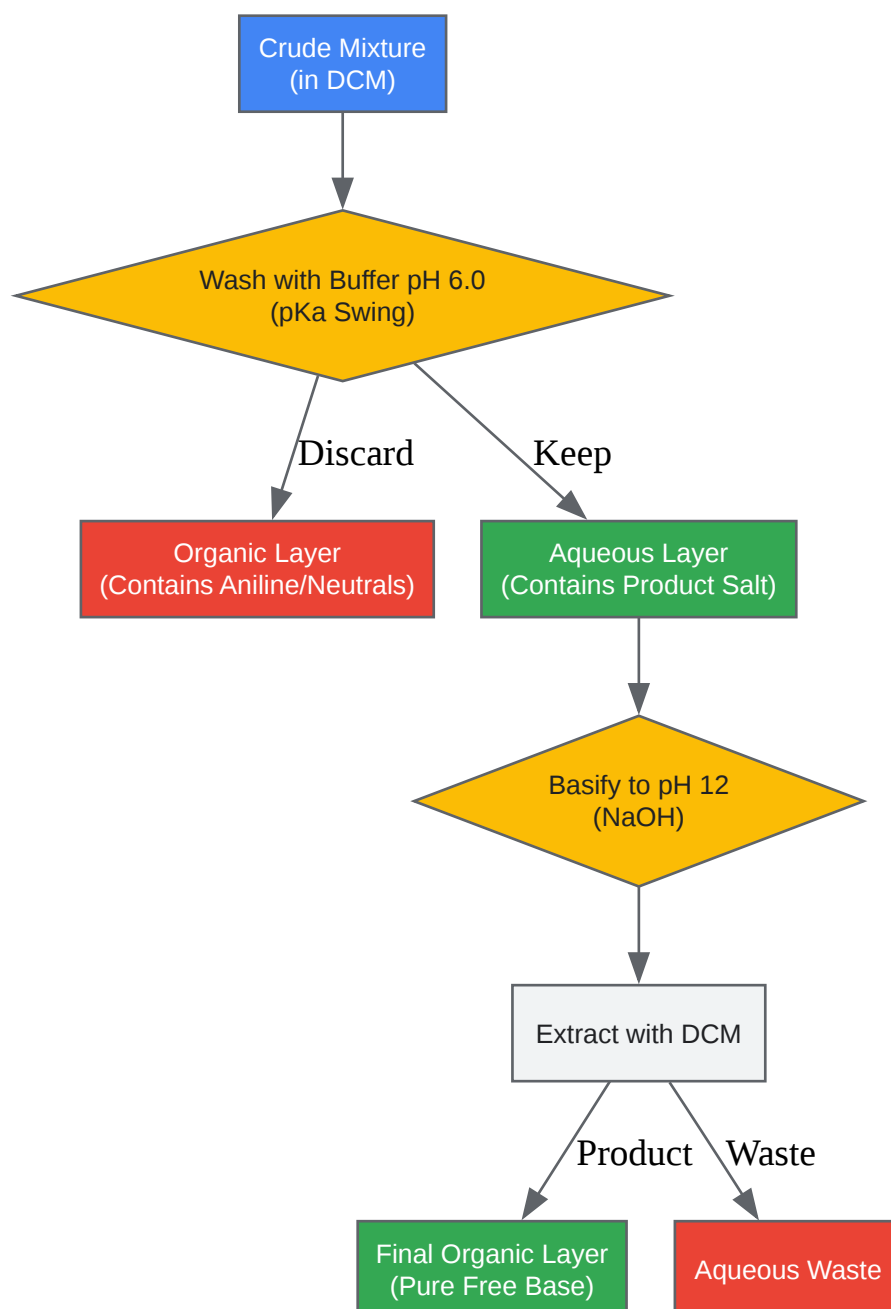 Crude Mixture
(in DCM)
Wash with Buffer pH 6.0
(pKa Swing)
Discard
Keep
Organic Layer
(Contains Aniline/Neutrals)
Aqueous Layer
(Contains Product Salt)
Basify to pH 12
(NaOH)
Extract with DCM
Product
Waste
Final Organic Layer
(Pure Free Base)
Aqueous Waste